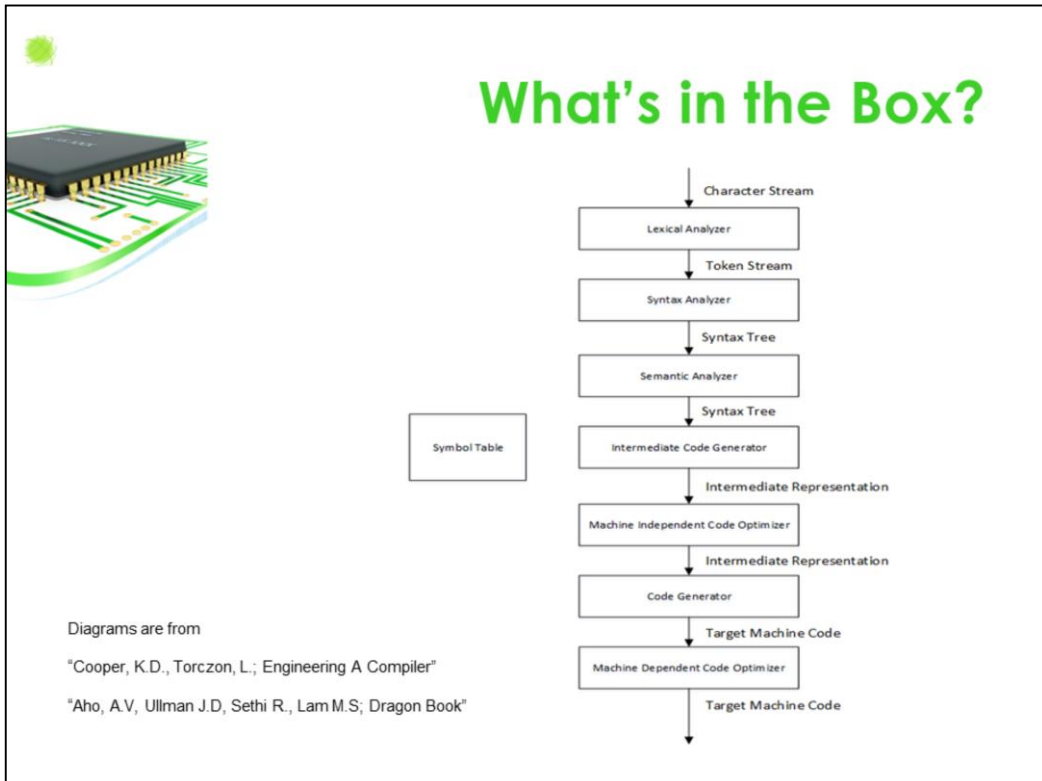 What's in the Box?
Character Stream
Lexical Analyzer
Token Stream
Syntax Analyzer
Syntax Tree
Semantic Analyzer
Syntax Tree
Symbol Table
Intermediate Code Generator
Intermediate Representation
Machine Independent Code Optimizer
Intermediate Representation
Code Generator
Target Machine Code
Machine Dependent Code Optimizer
Target Machine Code
Diagrams are from
“Cooper, K.D., Torczon, L.; Engineering A Compiler”
“Aho, A.V, Ullman J.D, Sethi R., Lam M.S; Dragon Book”